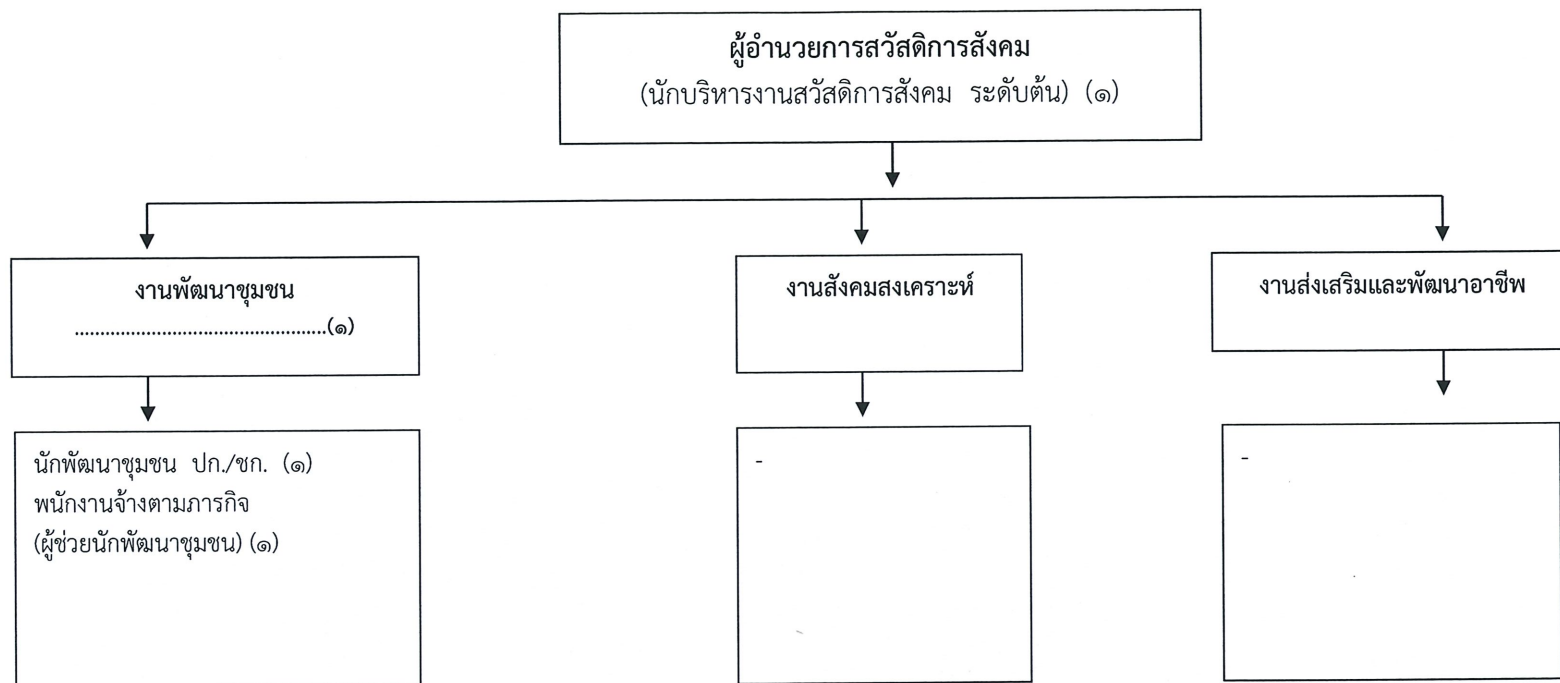 ผู้อำนวยการสวัสดิการสังคม
(นักบริหารงานสวัสดิการสังคม ระดับต้น) (๑)
งานพัฒนาชุมชน
...................................................(๑)
งานสังคมสงเคราะห์
งานส่งเสริมและพัฒนาอาชีพ
นักพัฒนาชุมชน ปก./ชก. (๑)
พนักงานจ้างตามภารกิจ
(ผู้ช่วยนักพัฒนาชุมชน) (๑)
-
-